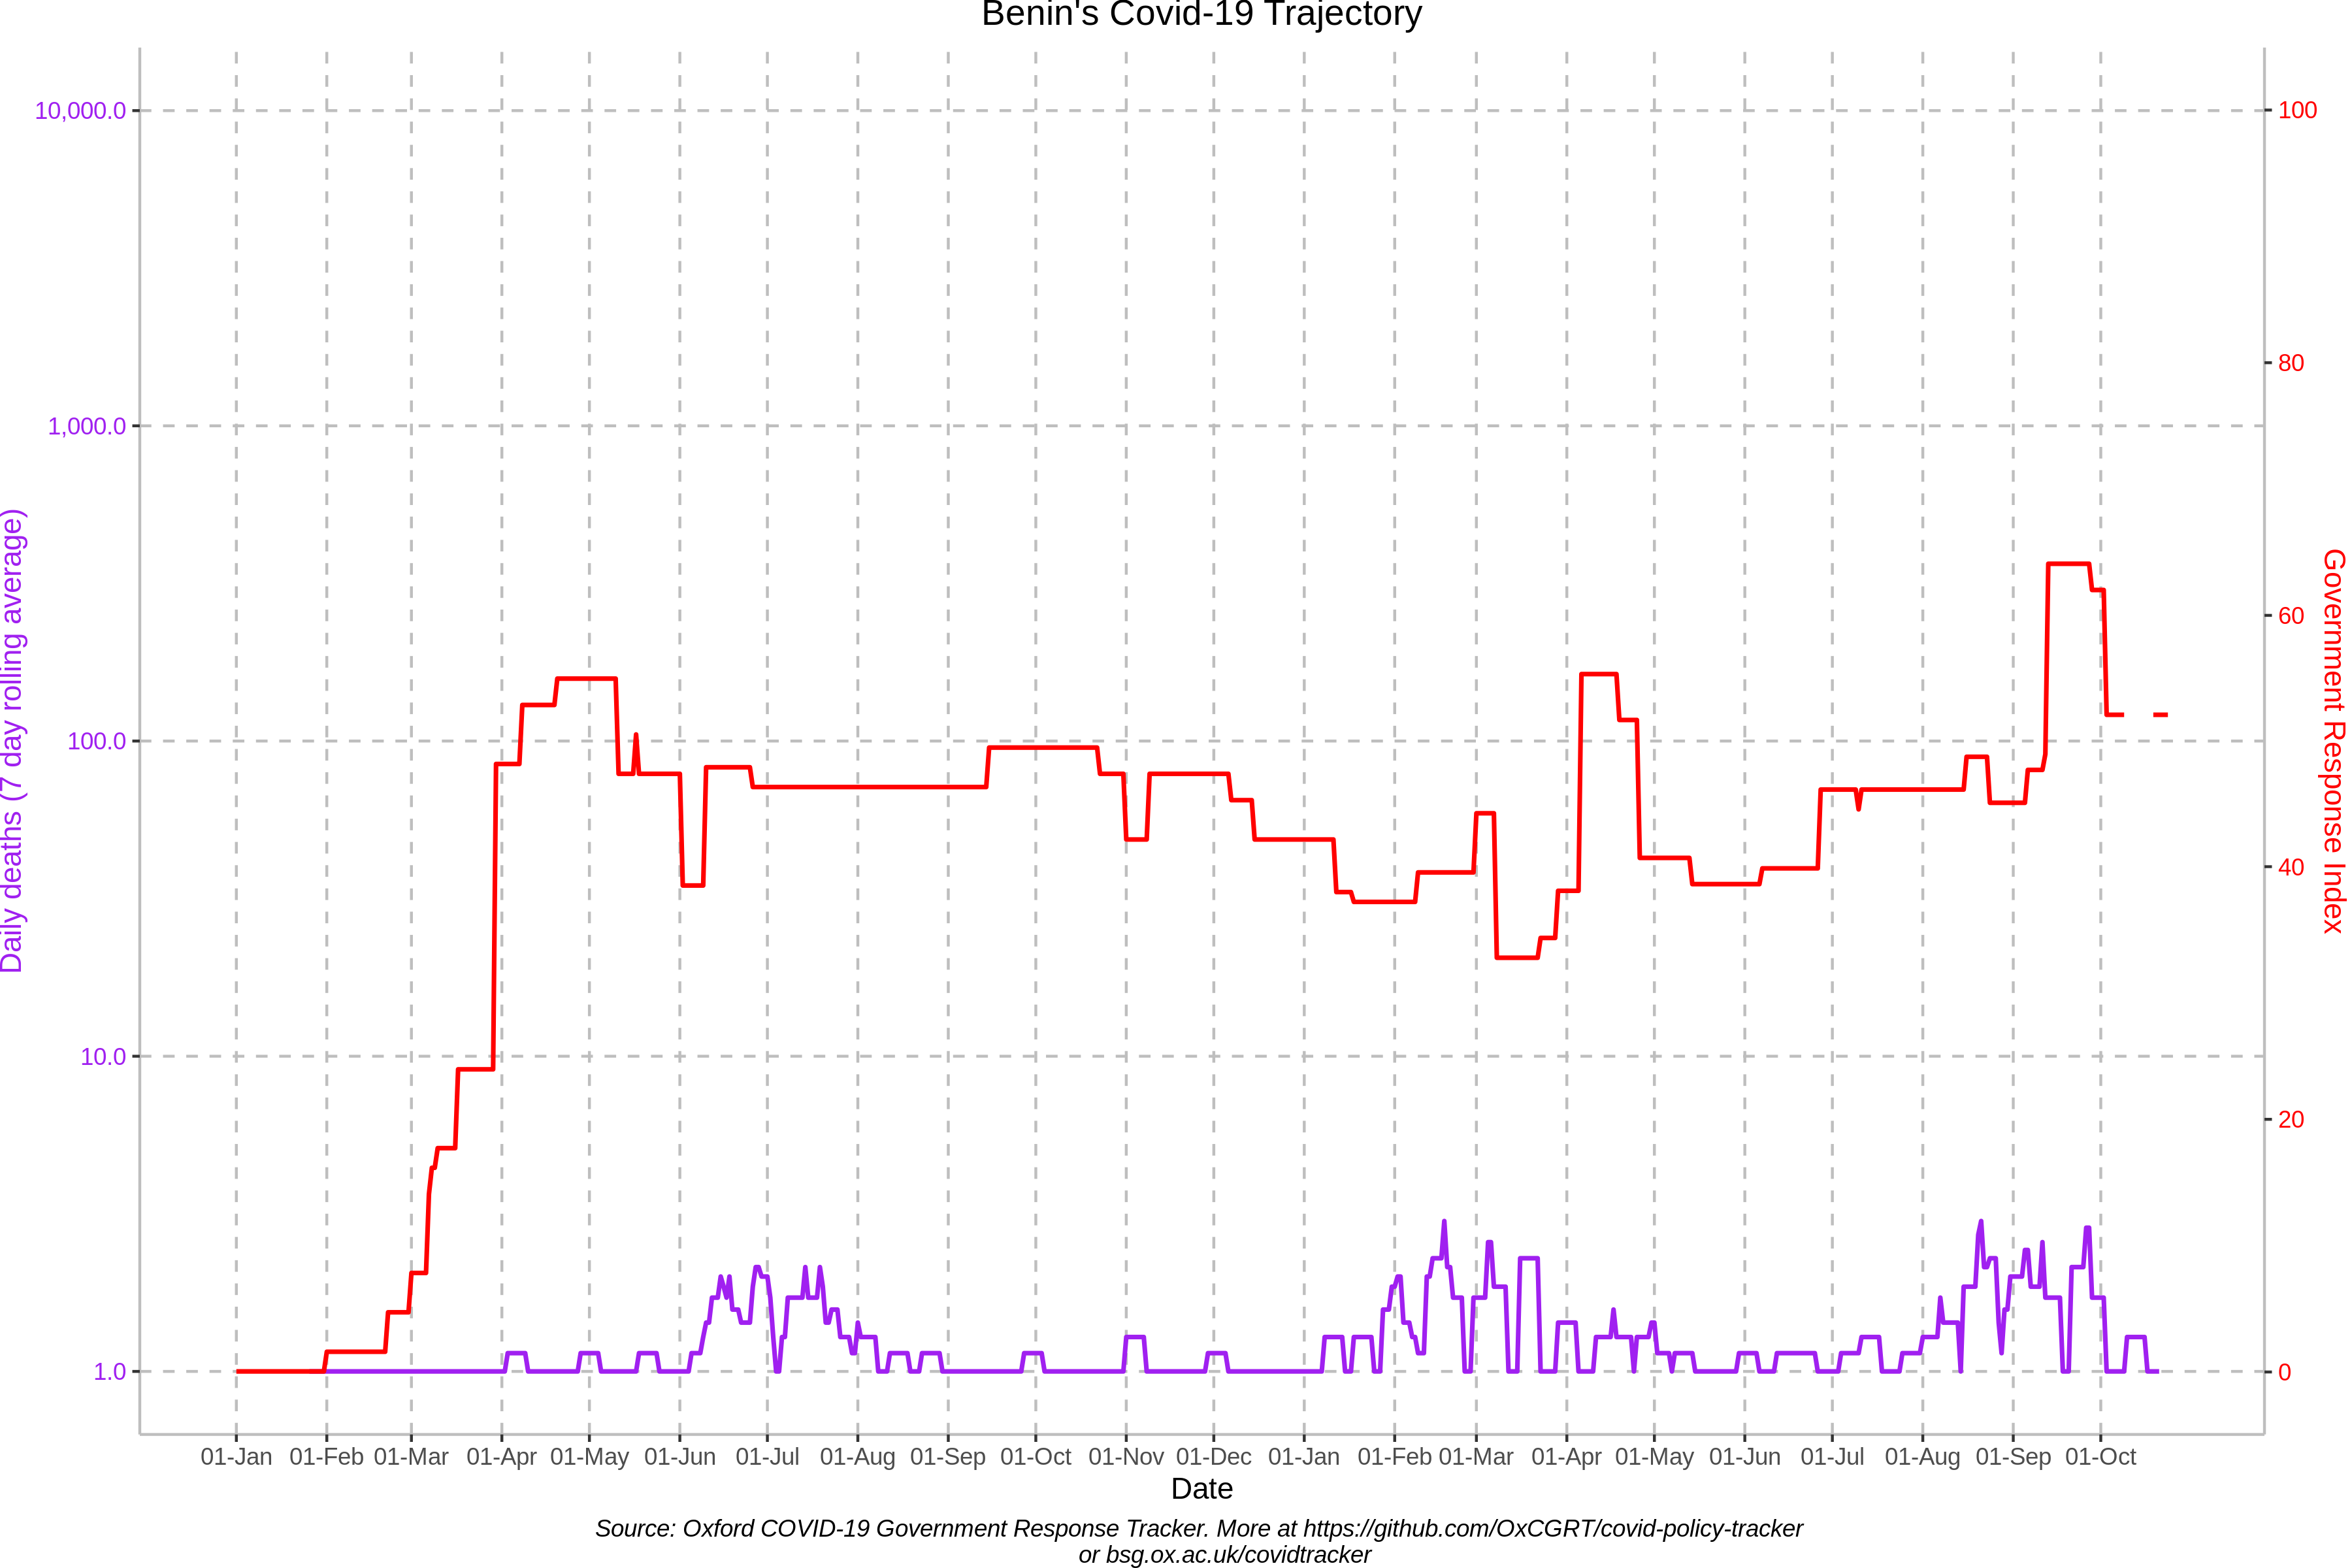 Benin's Covid-19 Trajectory
10,000.0
1,000.0
100.0
10.0
1.0
Daily deaths (7 day rolling average)
100
80
60
40
20
0
Government Response Index
01-Jan 01-Feb 01-Mar 01-Apr 01-May 01-Jun 01-Jul 01-Aug 01-Sep 01-Oct 01-Nov 01-Dec 01-Jan 01-Feb 01-Mar 01-Apr 01-May 01-Jun 01-Jul 01-Aug 01-Sep 01-Oct
Date
Source: Oxford COVID-19 Government Response Tracker. More at https://github.com/OxCGRT/covid-policy-tracker
or bsg.ox.ac.uk/covidtracker